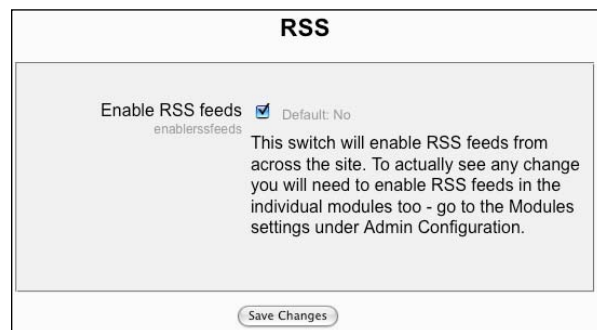 RSS
Enable RSS feeds Default: No
enablerssfeeds
This switch will enable RSS feeds from
across the site. To actually see any change
you will need to enable RSS feeds in the
individual modules too - go to the Modules
settings under Admin Configuration.
Save Changes